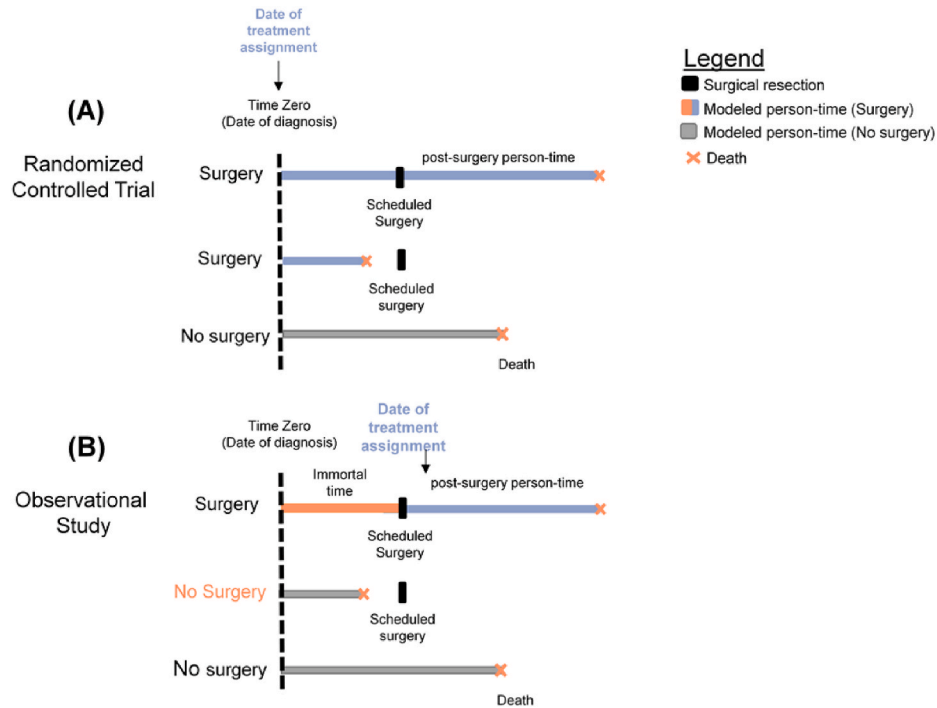 Date of
treatment
assignment
Legend
Surgical resection
Modeled person-time (Surgery)
Modeled person-time (No surgery)
Death
(A)
Time Zero
(Date of diagnosis)
Randomized
Controlled Trial
Surgery
post-surgery person-time
Scheduled
Surgery
Surgery
Scheduled
surgery
No surgery
Death
(B)
Time Zero
(Date of diagnosis)
Date of
treatment
assignment
Observational
Study
Immortal
time
post-surgery person-time
Surgery
Scheduled
Surgery
No Surgery
Scheduled
surgery
No surgery
Death